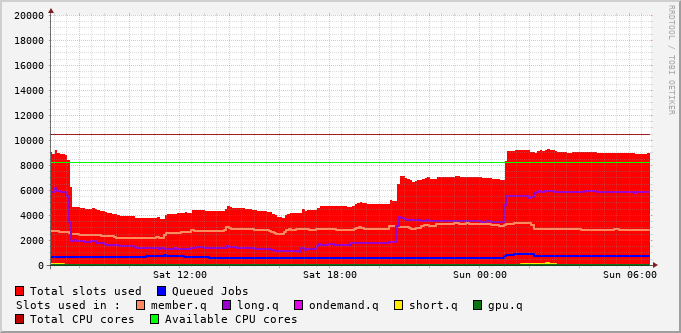 RRDTOOL / TOBI OETIKER
20000
18000
16000
14000
12000
10000
8000
6000
4000
2000
0
Sat 12:00 Sat 18:00 Sun 00:00 Sun 06:00
Total slots used Queued Jobs
Slots used in : member.q long.q ondemand.q short.q gpu.q
Total CPU cores Available CPU cores